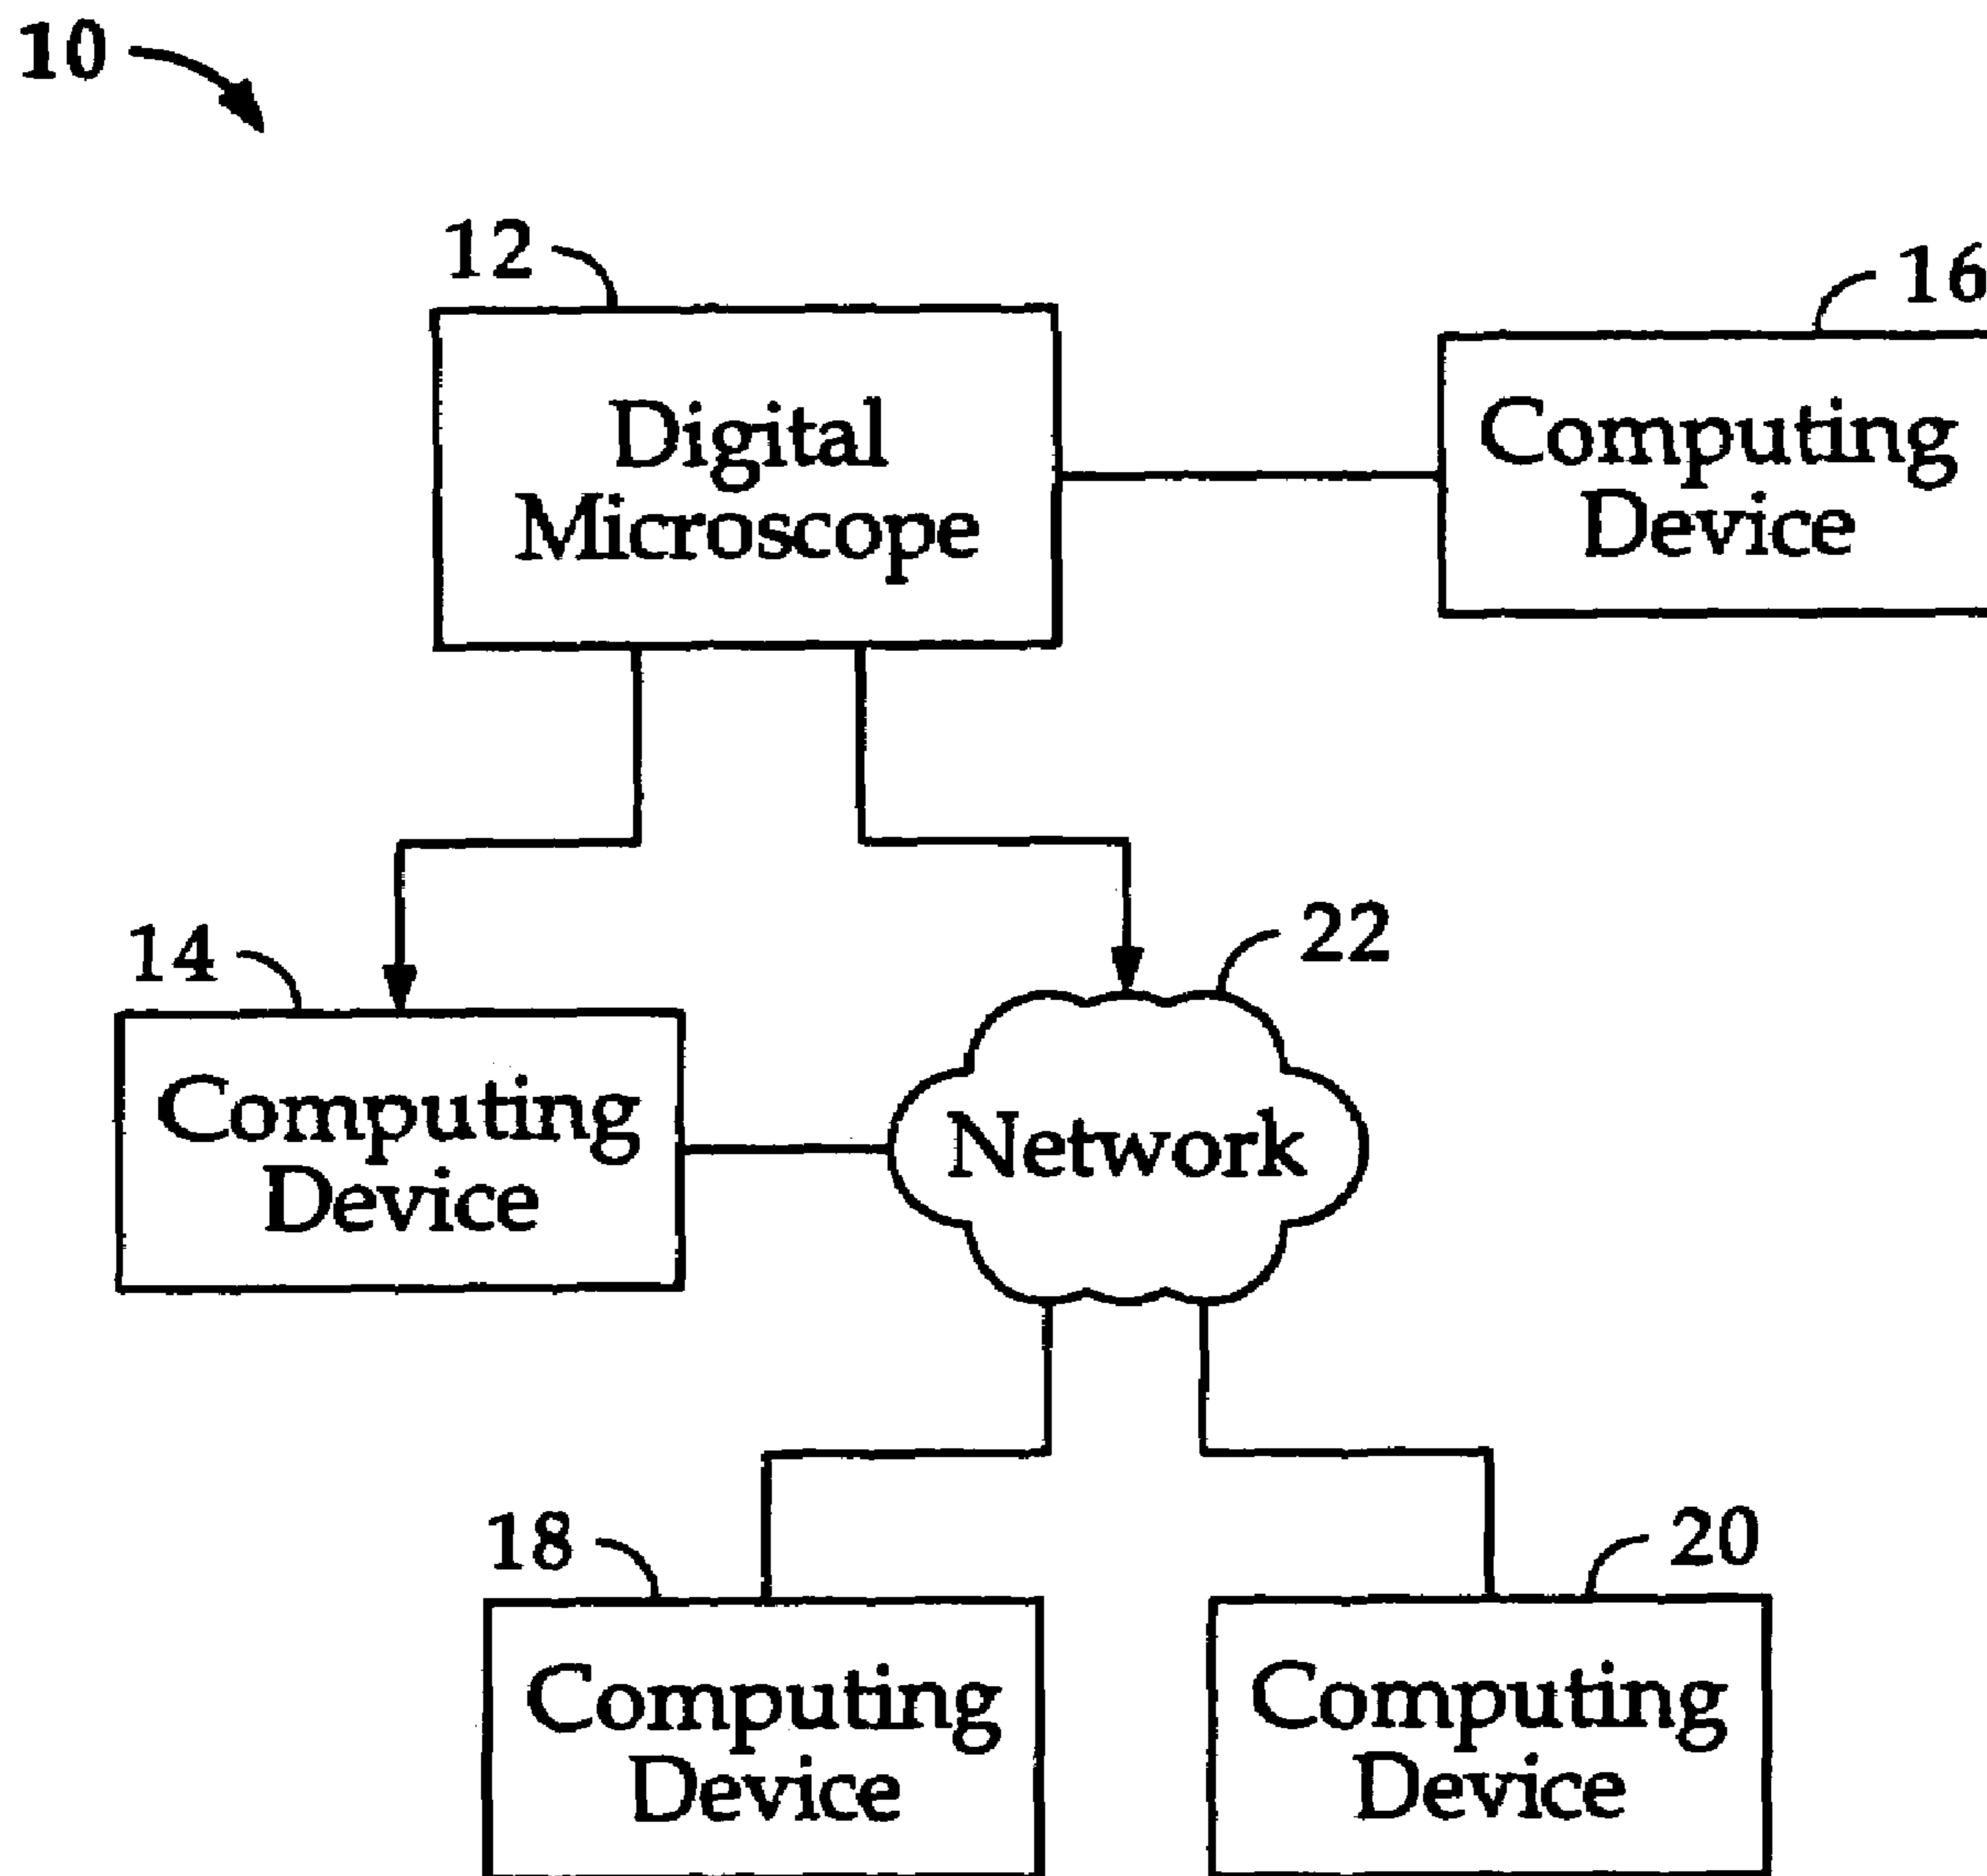 10
12
Digital
Microscope
16
Computing
Device
14
Computing
Device
22
Network
18
Computing
Device
20
Computing
Device